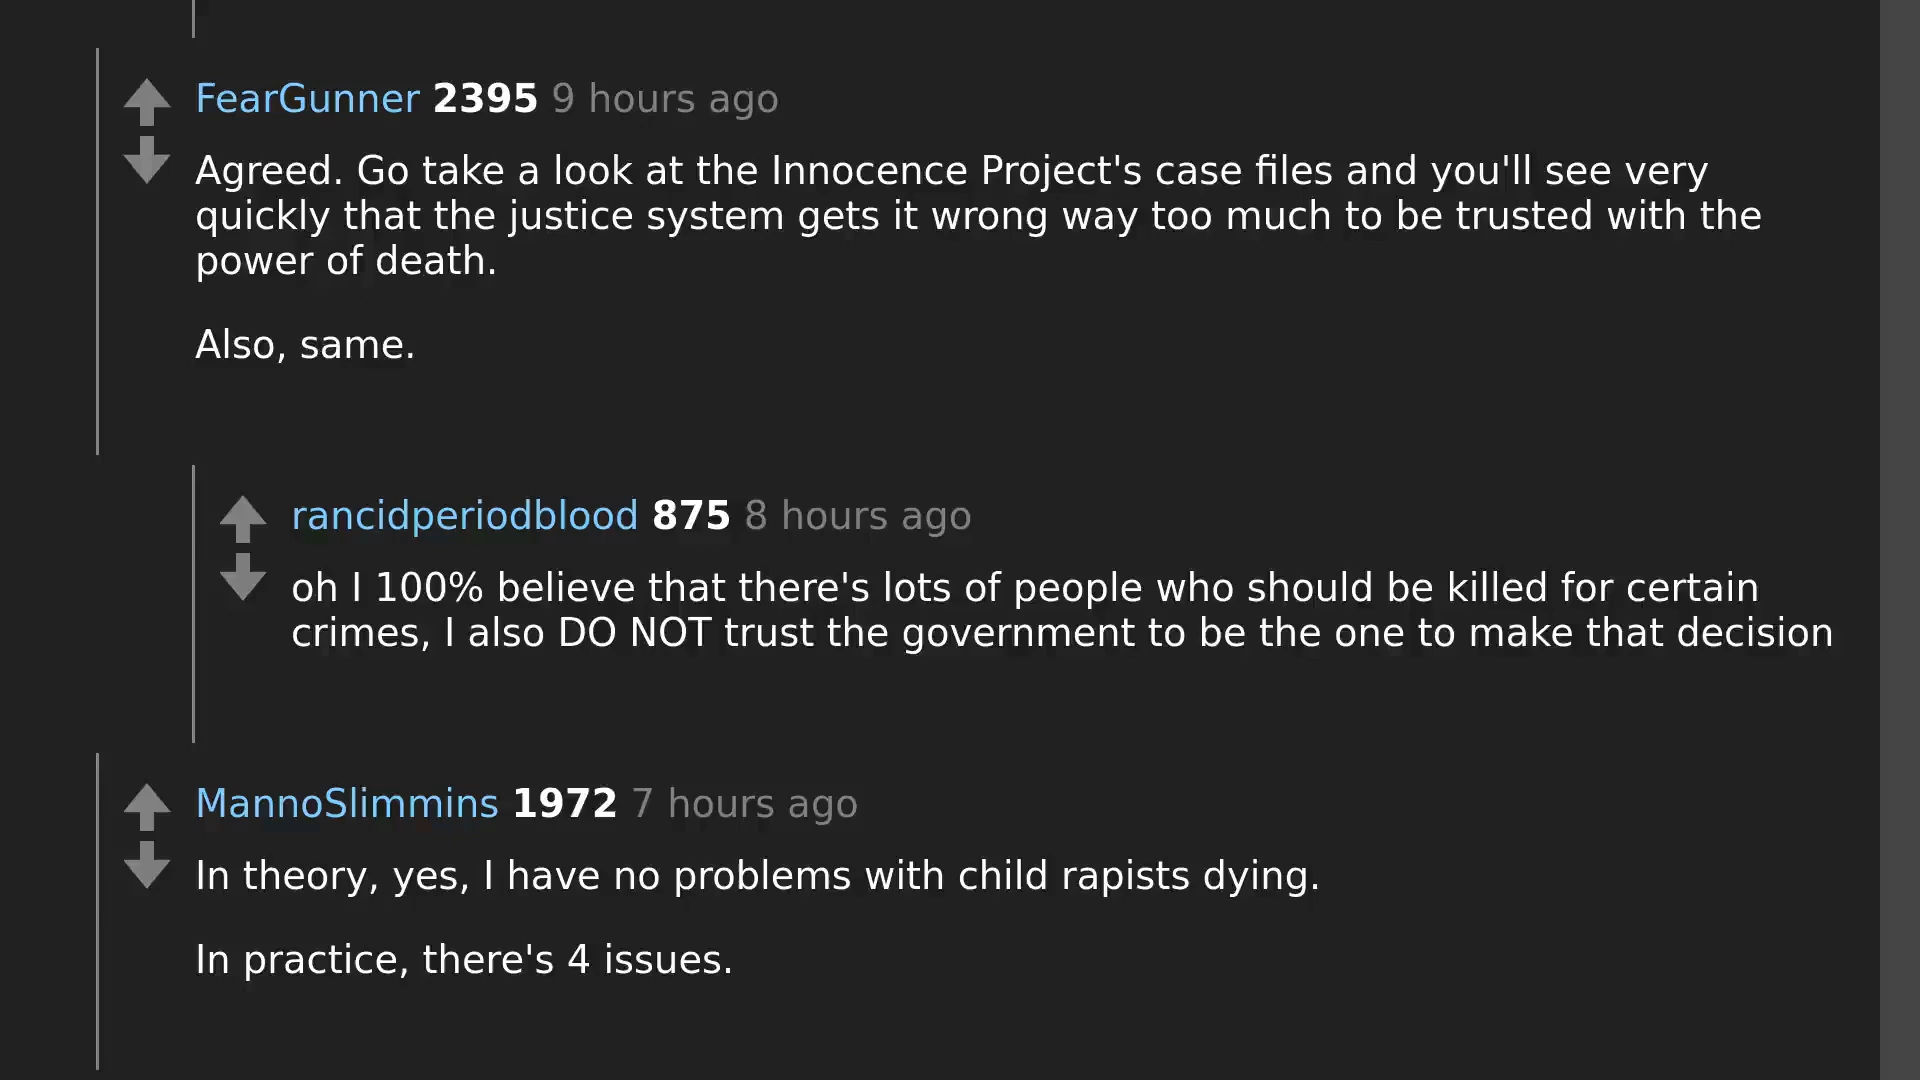 FearGunner 2395 9 hours ago
Agreed. Go take a look at the Innocence Project's case files and you'll see very
quickly that the justice system gets it wrong way too much to be trusted with the
power of death.
Also, same.
rancidperiodblood 875 8 hours ago
oh I 100% believe that there's lots of people who should be killed for certain
crimes, I also DO NOT trust the government to be the one to make that decision
MannoSlimmins 1972 7 hours ago
In theory, yes, I have no problems with child rapists dying.
In practice, there's 4 issues.